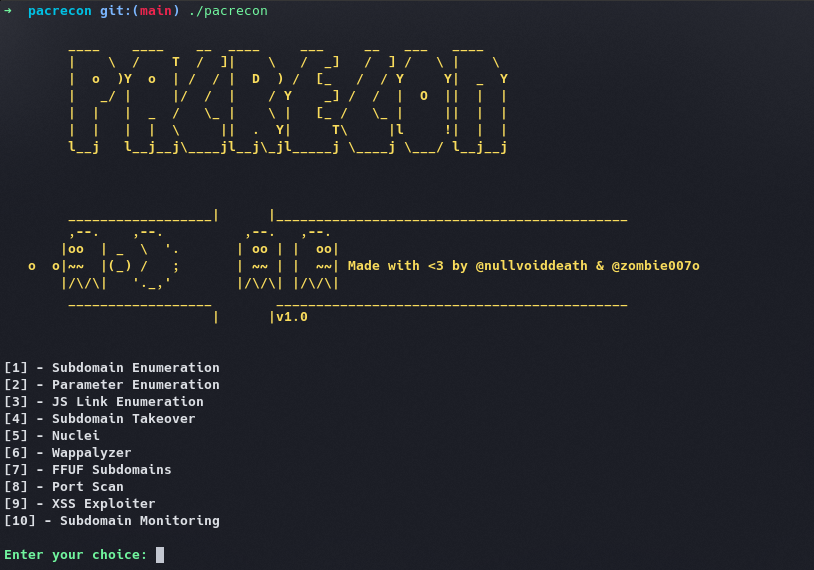 → pacrecon git:(main) ./pacrecon
PACRECON
Made with <3 by @nullvoiddeath & @zombie007o
v1.0
[1] - Subdomain Enumeration
[2] - Parameter Enumeration
[3] - JS Link Enumeration
[4] - Subdomain Takeover
[5] - Nuclei
[6] - Wappalyzer
[7] - FFUF Subdomains
[8] - Port Scan
[9] - XSS Exploiter
[10] - Subdomain Monitoring
Enter your choice: